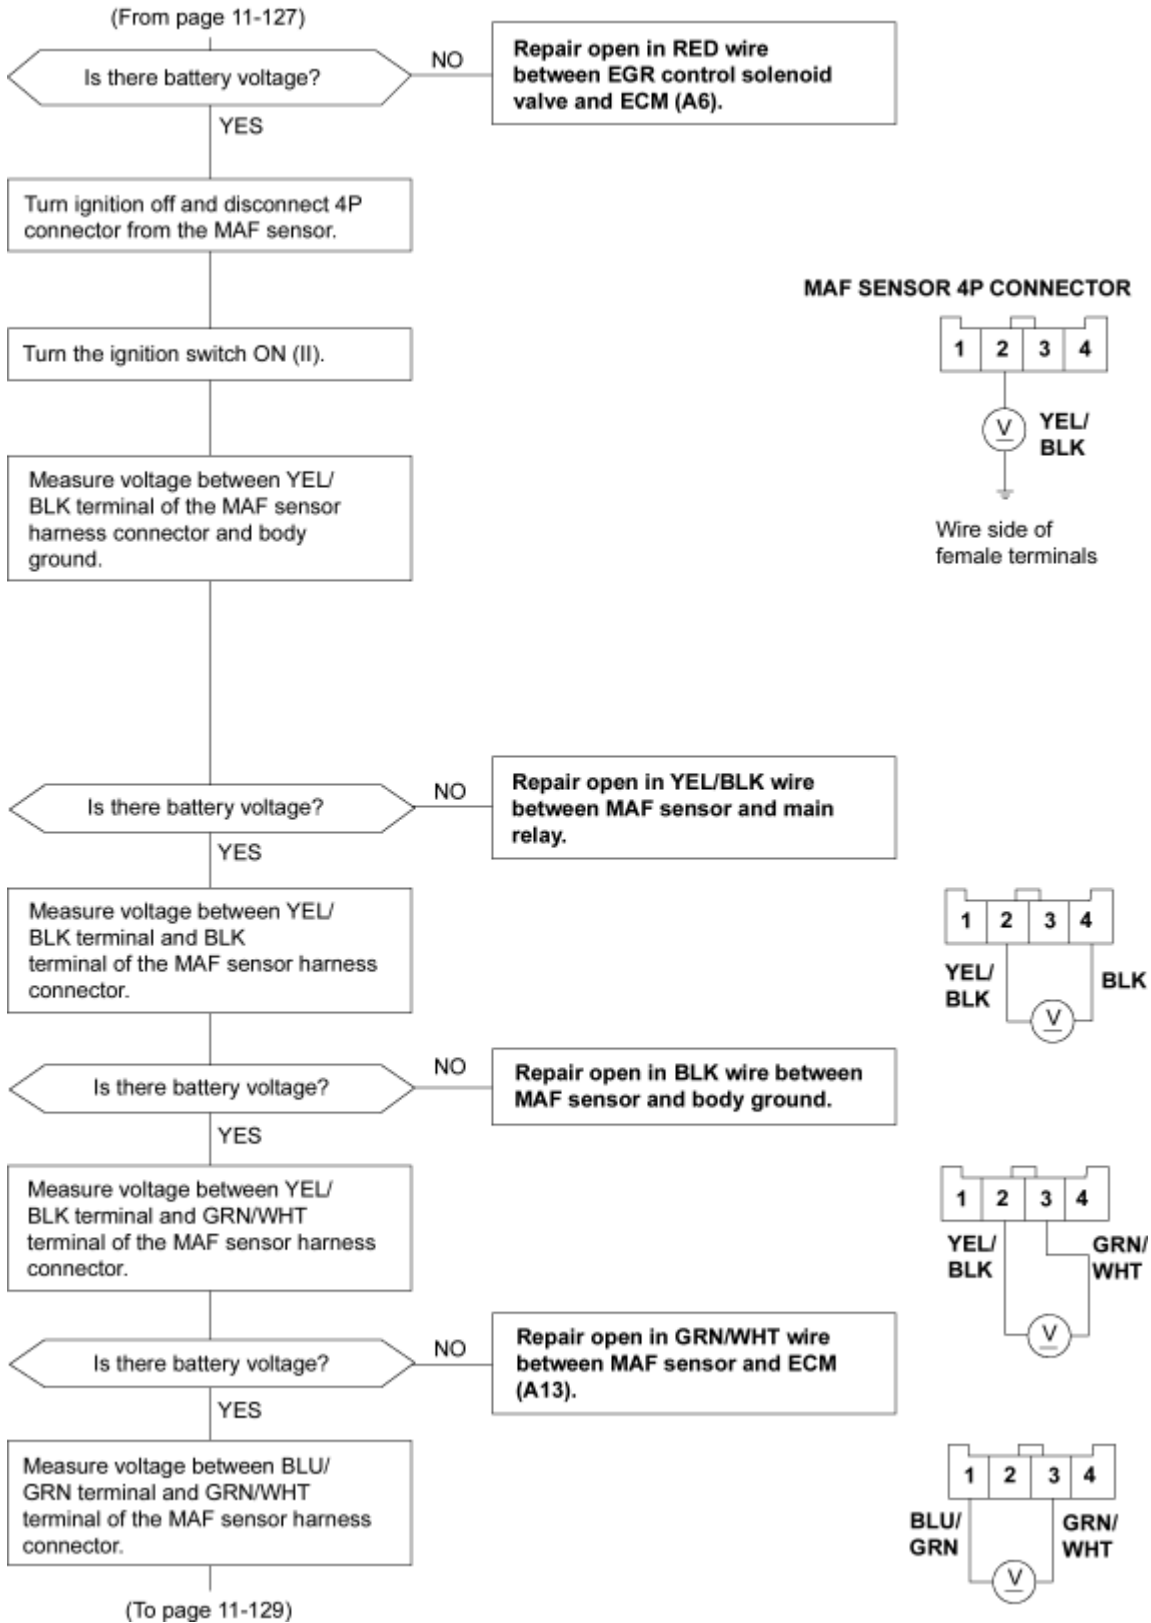 (From page 11-127)
Is there battery voltage?
NO
Repair open in RED wire
between EGR control solenoid
valve and ECM (A6).
YES
Turn ignition off and disconnect 4P
connector from the MAF sensor.
MAF SENSOR 4P CONNECTOR
Turn the ignition switch ON (II).
1 2 3 4
V
YEL/
BLK
Measure voltage between YEL/
BLK terminal of the MAF sensor
harness connector and body
ground.
Wire side of
female terminals
Is there battery voltage?
NO
Repair open in YEL/BLK wire
between MAF sensor and main
relay.
YES
Measure voltage between YEL/
BLK terminal and BLK
terminal of the MAF sensor harness
connector.
1 2 3 4
YEL/
BLK
BLK
V
Is there battery voltage?
NO
Repair open in BLK wire between
MAF sensor and body ground.
YES
Measure voltage between YEL/
BLK terminal and GRN/WHT
terminal of the MAF sensor harness
connector.
1 2 3 4
YEL/
BLK
GRN/
WHT
V
Is there battery voltage?
NO
Repair open in GRN/WHT wire
between MAF sensor and ECM
(A13).
YES
Measure voltage between BLU/
GRN terminal and GRN/WHT
terminal of the MAF sensor harness
connector.
1 2 3 4
BLU/
GRN
GRN/
WHT
V
(To page 11-129)